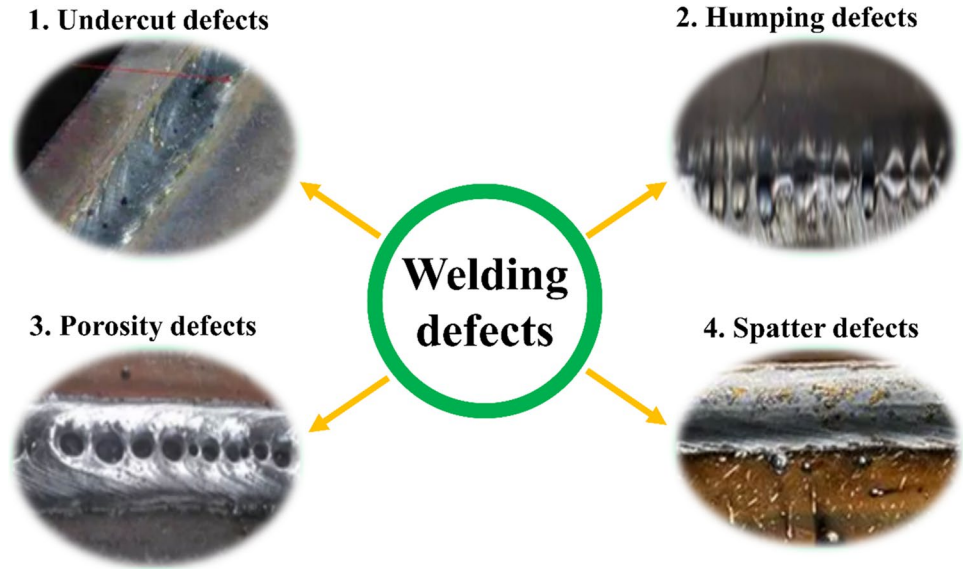 1. Undercut defects
2. Humping defects
Welding
defects
3. Porosity defects
4. Spatter defects